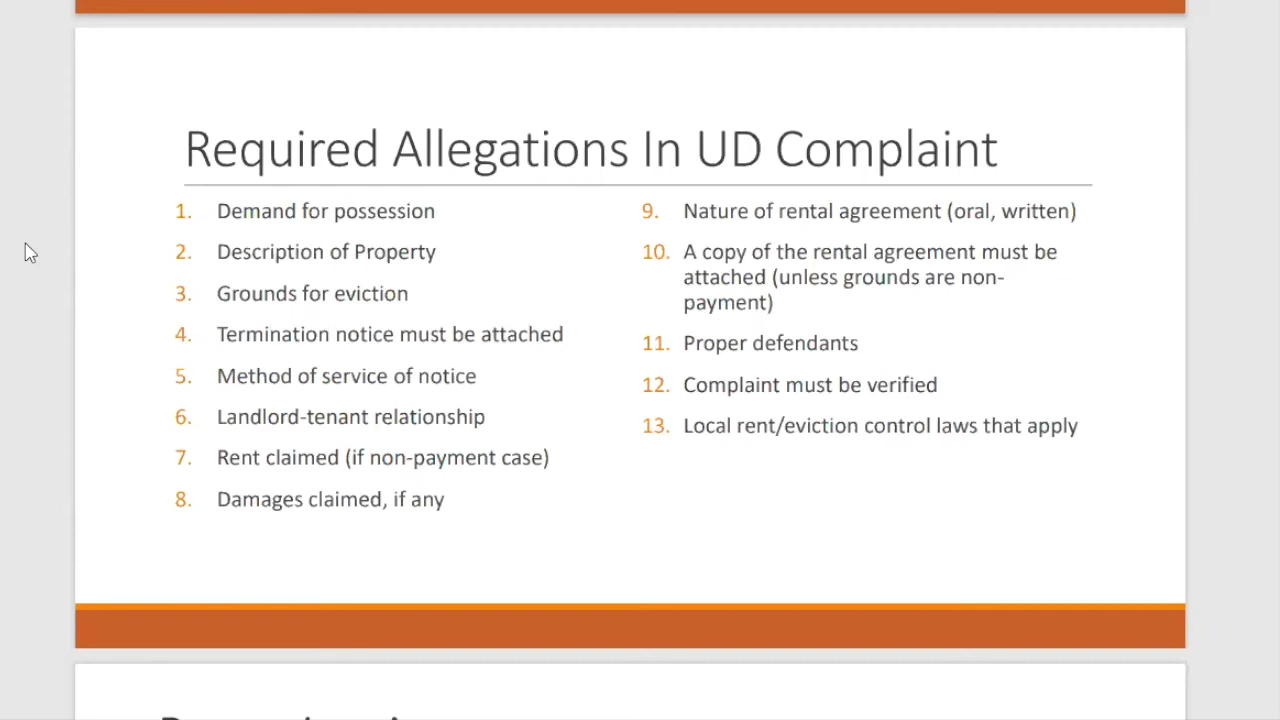 Required Allegations In UD Complaint
1. Demand for possession
2. Description of Property
3. Grounds for eviction
4. Termination notice must be attached
5. Method of service of notice
6. Landlord-tenant relationship
7. Rent claimed (if non-payment case)
8. Damages claimed, if any
9. Nature of rental agreement (oral, written)
10. A copy of the rental agreement must be
attached (unless grounds are non-
payment)
11. Proper defendants
12. Complaint must be verified
13. Local rent/eviction control laws that apply